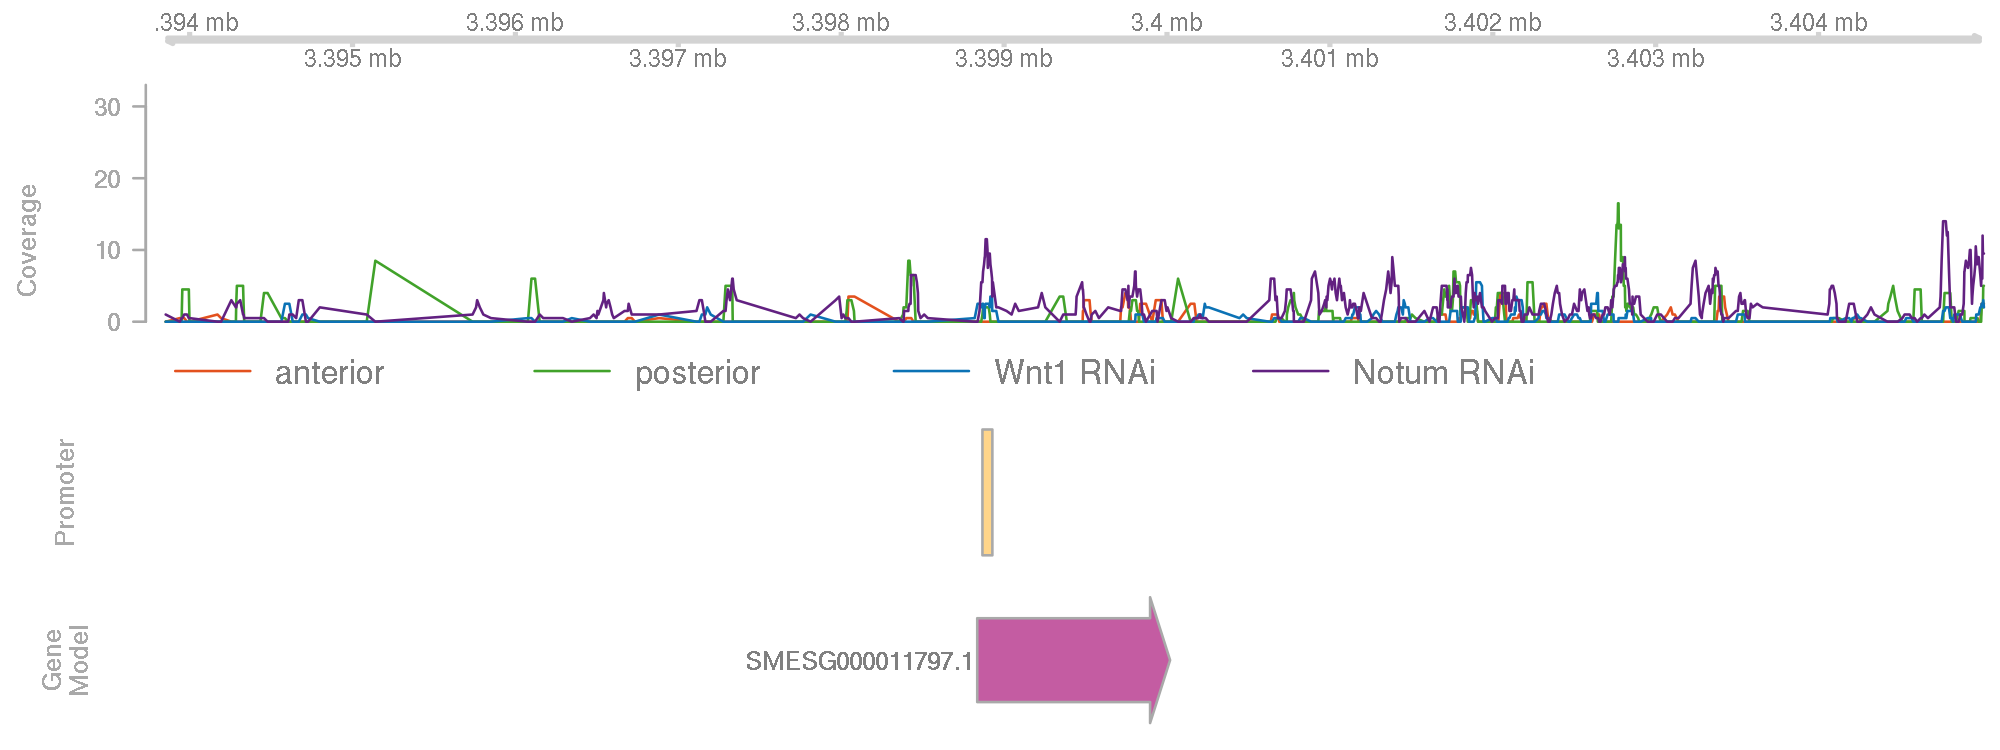 .394 mb 3.396 mb 3.398 mb 3.4 mb 3.402 mb 3.404 mb
3.395 mb 3.397 mb 3.399 mb 3.401 mb 3.403 mb
Coverage
30
20
10
0
anterior posterior Wnt1 RNAi Notum RNAi
Promoter
Gene
Model
SMESG000011797.1